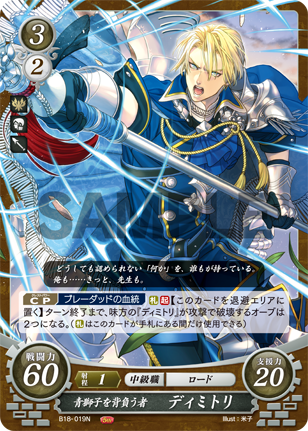 3
2
SAMPLE
どうしても認められない「何か」を、誰もが持っている。
俺も……きっと、先生も。
CP ブレーダッドの血統 札 起 【このカードを退避エリアに
置く】ターン終了まで、味方の『ディミトリ』が攻撃で破壊するオーブは
2つになる。(札はこのカードが手札にある間だけ使用できる)
戦闘力
60
射程 1 中級職 ロード
支援力
20
青獅子を背負う者 ディミトリ
B18-019N
Illust:米子